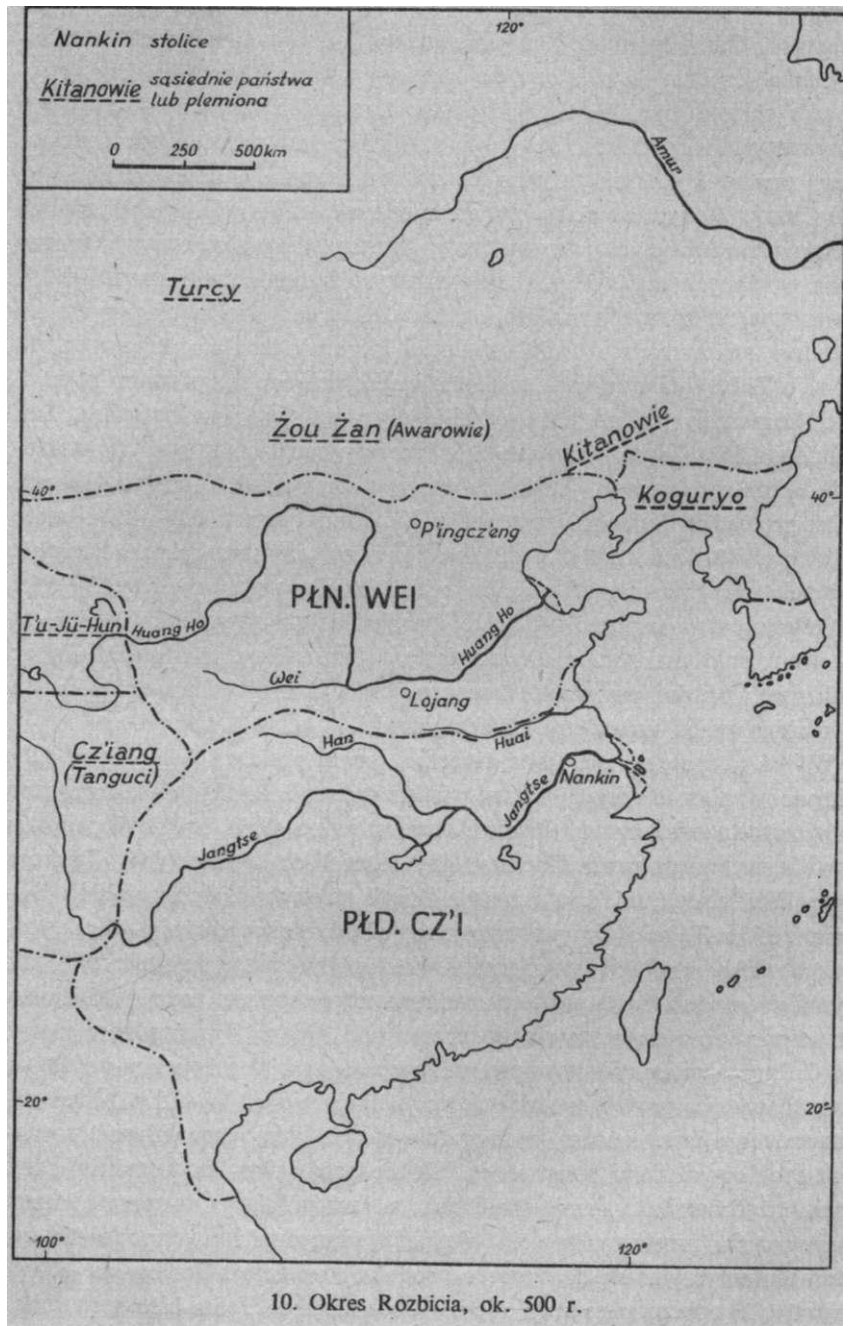 120°
Nankin stolice
Kitanowie sąsiednie państwa
lub plemiona
0 250 500km
Amur
Turcy
Żou Żan (Awarowie)
Kitanowie
40°
Koguryo
40°
P'ingcz'eng
PŁN. WEI
T'u-Jü-Hun
Huang Ho
Huang Ho
Wei
Lojang
Cz'iang
(Tanguci)
Han
Huai
Nankin
Jangtse
Jangtse
PŁD. CZ'I
20°
20°
100°
120°
10. Okres Rozbicia, ok. 500 r.